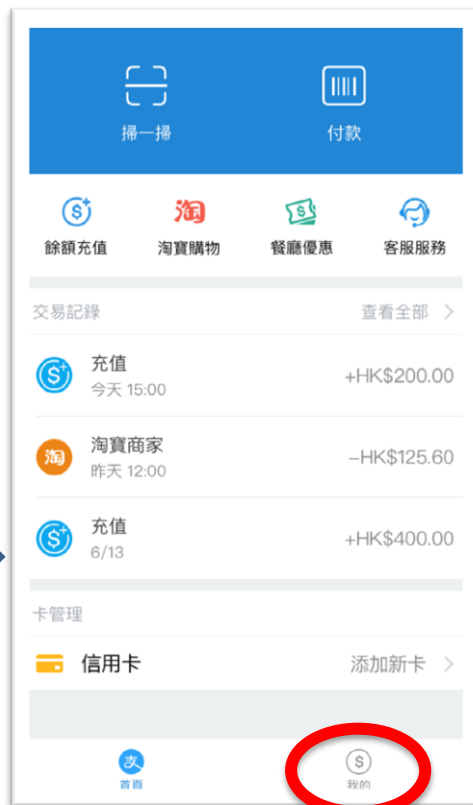 掃一掃
付款
餘額充值
淘
淘寶購物
餐廳優惠
客服服務
交易記錄
查看全部
充值
今天 15:00
+HK$200.00
淘
淘寶商家
昨天 12:00
–HK$125.60
充值
6/13
+HK$400.00
卡管理
信用卡
添加新卡
支
首頁
我的